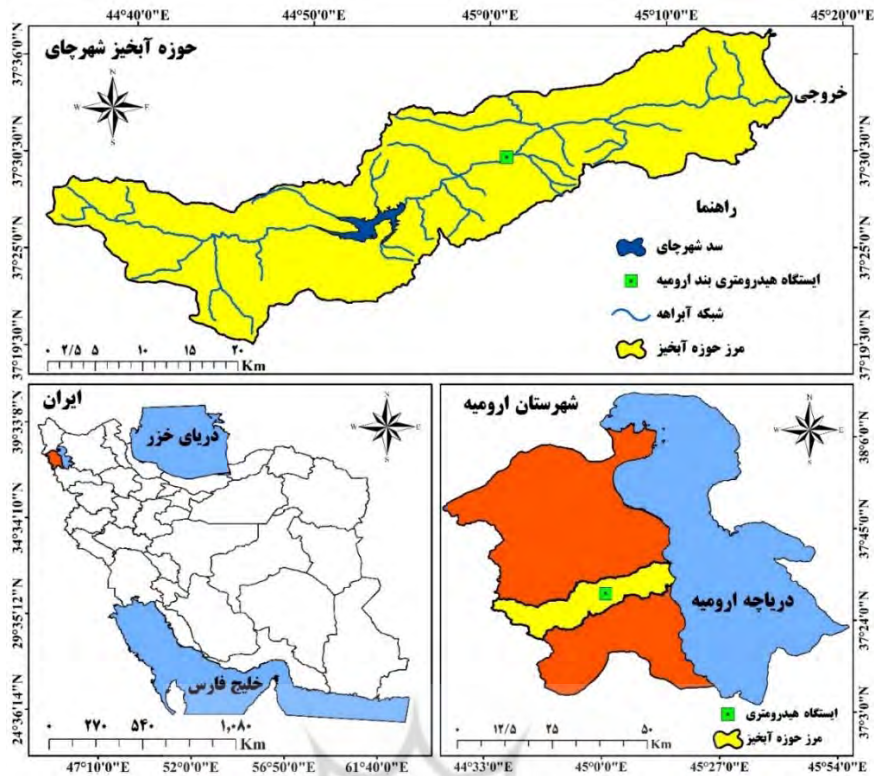 44°40'0"E 44°50'0"E 45°0'0"E 45°10'0"E 45°20'0"E
حوزه آبخیز شهرچای
37°36'0"N 37°30'30"N 37°25'0"N 37°19'30"N
N
W E
S
خروجی
راهنما
سد شهرچای
ایستگاه هیدرومتری بند ارومیه
شبکه آبراهه
مرز حوزه آبخیز
۰ ۲/۵ ۵ ۱۰ ۱۵ ۲۰
Km
37°36'0"N 37°30'30"N 37°25'0"N 37°19'30"N
ایران
39°33'8"N 34°34'10"N 29°35'12"N 24°36'14"N
N
W E
S
دریای خزر
خلیج فارس
۰ ۲۷۰ ۵۴۰ ۱,۰۸۰
Km
47°10'0"E 52°0'0"E 56°50'0"E 61°40'0"E
شهرستان ارومیه
N
W E
S
38°6'0"N 37°45'0"N 37°24'0"N 37°3'0"N
دریاچه ارومیه
ایستگاه هیدرومتری
مرز حوزه آبخیز
۰ ۱۲/۵ ۲۵ ۵۰
Km
44°33'0"E 45°0'0"E 45°27'0"E 45°54'0"E